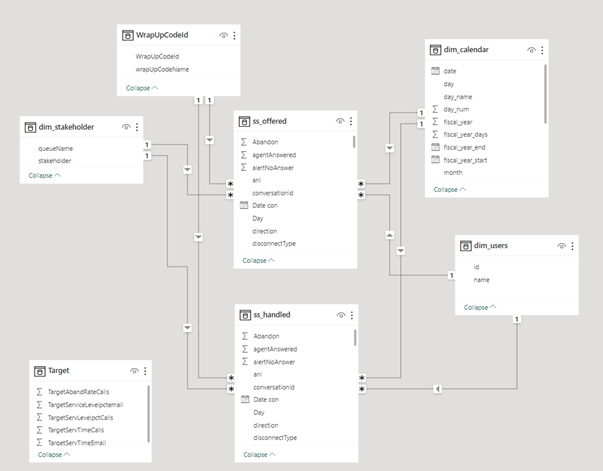 WrapUpCodeId
WrapUpCodeId
wrapUpCodeName
Collapse
dim_calendar
date
day
day_name
day_num
fiscal_year
fiscal_year_days
fiscal_year_end
fiscal_year_start
month
Collapse
dim_stakeholder
queueName
stakeholder
Collapse
ss_offered
Abandon
agentAnswered
alertNoAnswer
ani
conversationid
Date con
Day
direction
disconnectType
Collapse
dim_users
id
name
Collapse
ss_handled
Abandon
agentAnswered
alertNoAnswer
ani
conversationid
Date con
Day
direction
disconnectType
Collapse
Target
TargetAbandRateCalls
TargetServiceLevelpctemail
TargetServLevelpctCalls
TargetServTimeCalls
TargetServTimeEmail
Collapse
1 1
1
1
1
1
1
1
* *
* *
* *
* *